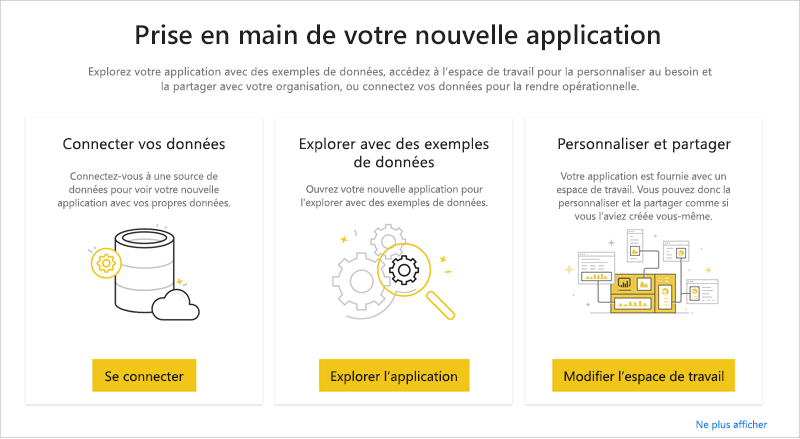 Prise en main de votre nouvelle application
Explorez votre application avec des exemples de données, accédez à l'espace de travail pour la personnaliser au besoin et
la partager avec votre organisation, ou connectez vos données pour la rendre opérationnelle.
Connecter vos données
Connectez-vous à une source de
données pour voir votre nouvelle
application avec vos propres données.
Se connecter
Explorer avec des exemples
de données
Ouvrez votre nouvelle application pour
l'explorer avec des exemples de données.
Explorer l'application
Personnaliser et partager
Votre application est fournie avec un
espace de travail. Vous pouvez donc la
personnaliser et la partager comme si
vous l'aviez créée vous-même.
Modifier l'espace de travail
Ne plus afficher